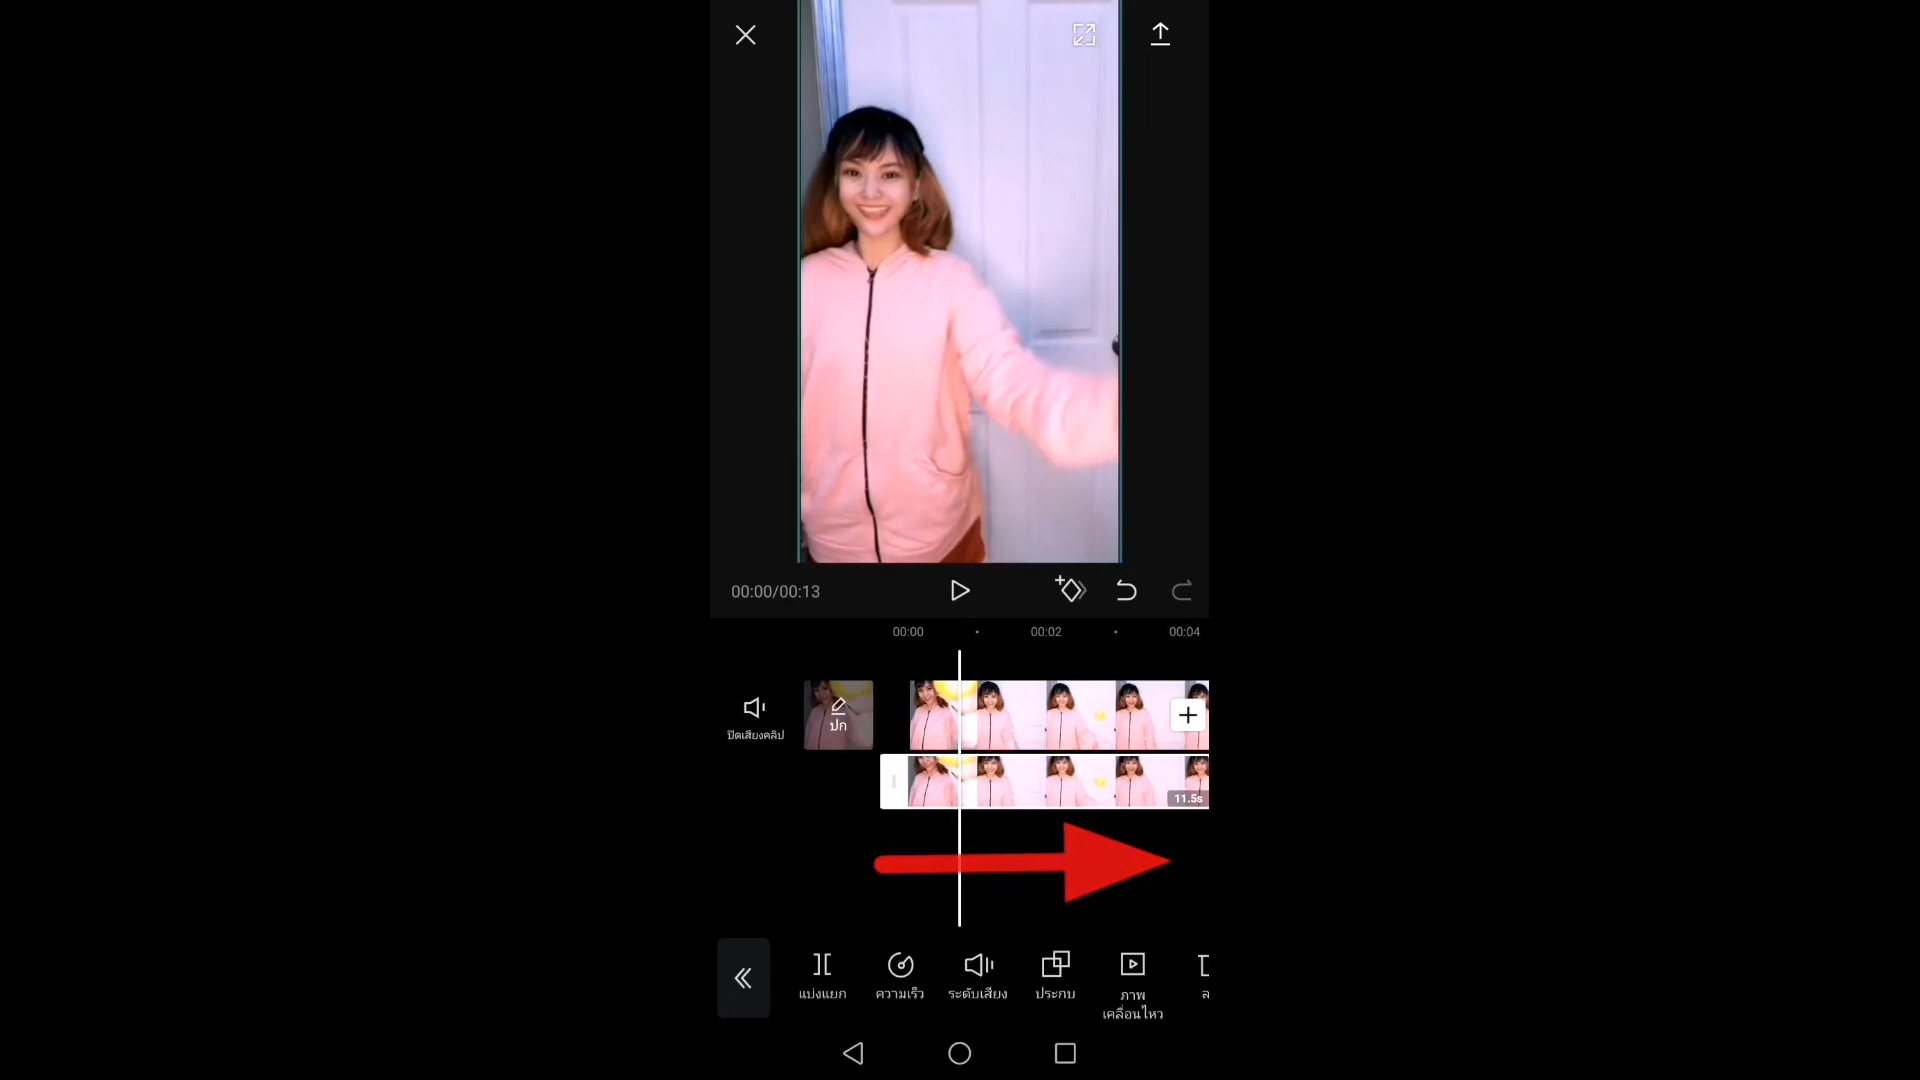 00:00/00:13
00:00
00:02
00:04
ปิดเสียงคลิป
ปก
11.5s
แบ่งแยก
ความเร็ว
ระดับเสียง
ประกบ
ภาพ
เคลื่อนไหว
ล